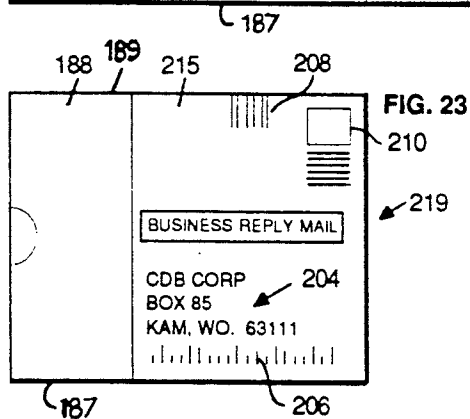 187
188 189 215 208
FIG. 23
210
219
BUSINESS REPLY MAIL
CDB CORP 204
BOX 85
KAM, WO. 63111
187 206